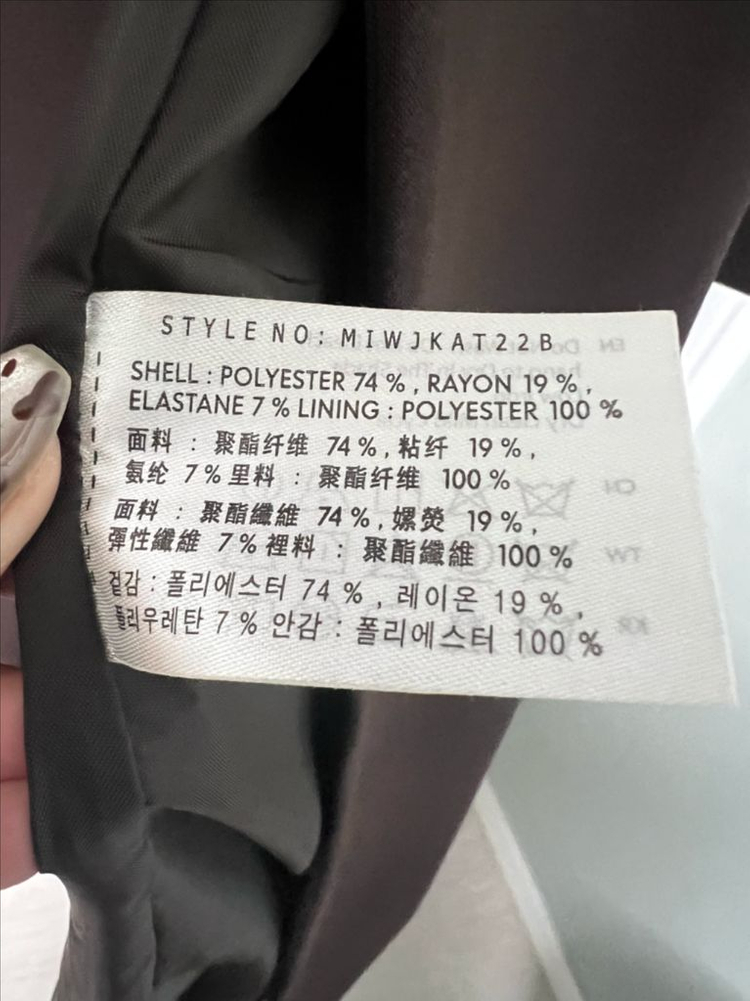 STYLE NO: MIWJKAT22B
SHELL : POLYESTER 74 % , RAYON 19 % ,
ELASTANE 7 % LINING : POLYESTER 100 %
面料 : 聚酯纤维 74 % , 粘纤 19 % ,
氨纶 7 % 里料 : 聚酯纤维 100 %
面料 : 聚酯纖維 74 % , 嫘熒 19 % ,
彈性纖維 7 % 裡料 : 聚酯纖維 100 %
겉감 : 폴리에스터 74 % , 레이온 19 % ,
폴리우레탄 7 % 안감 : 폴리에스터 100 %